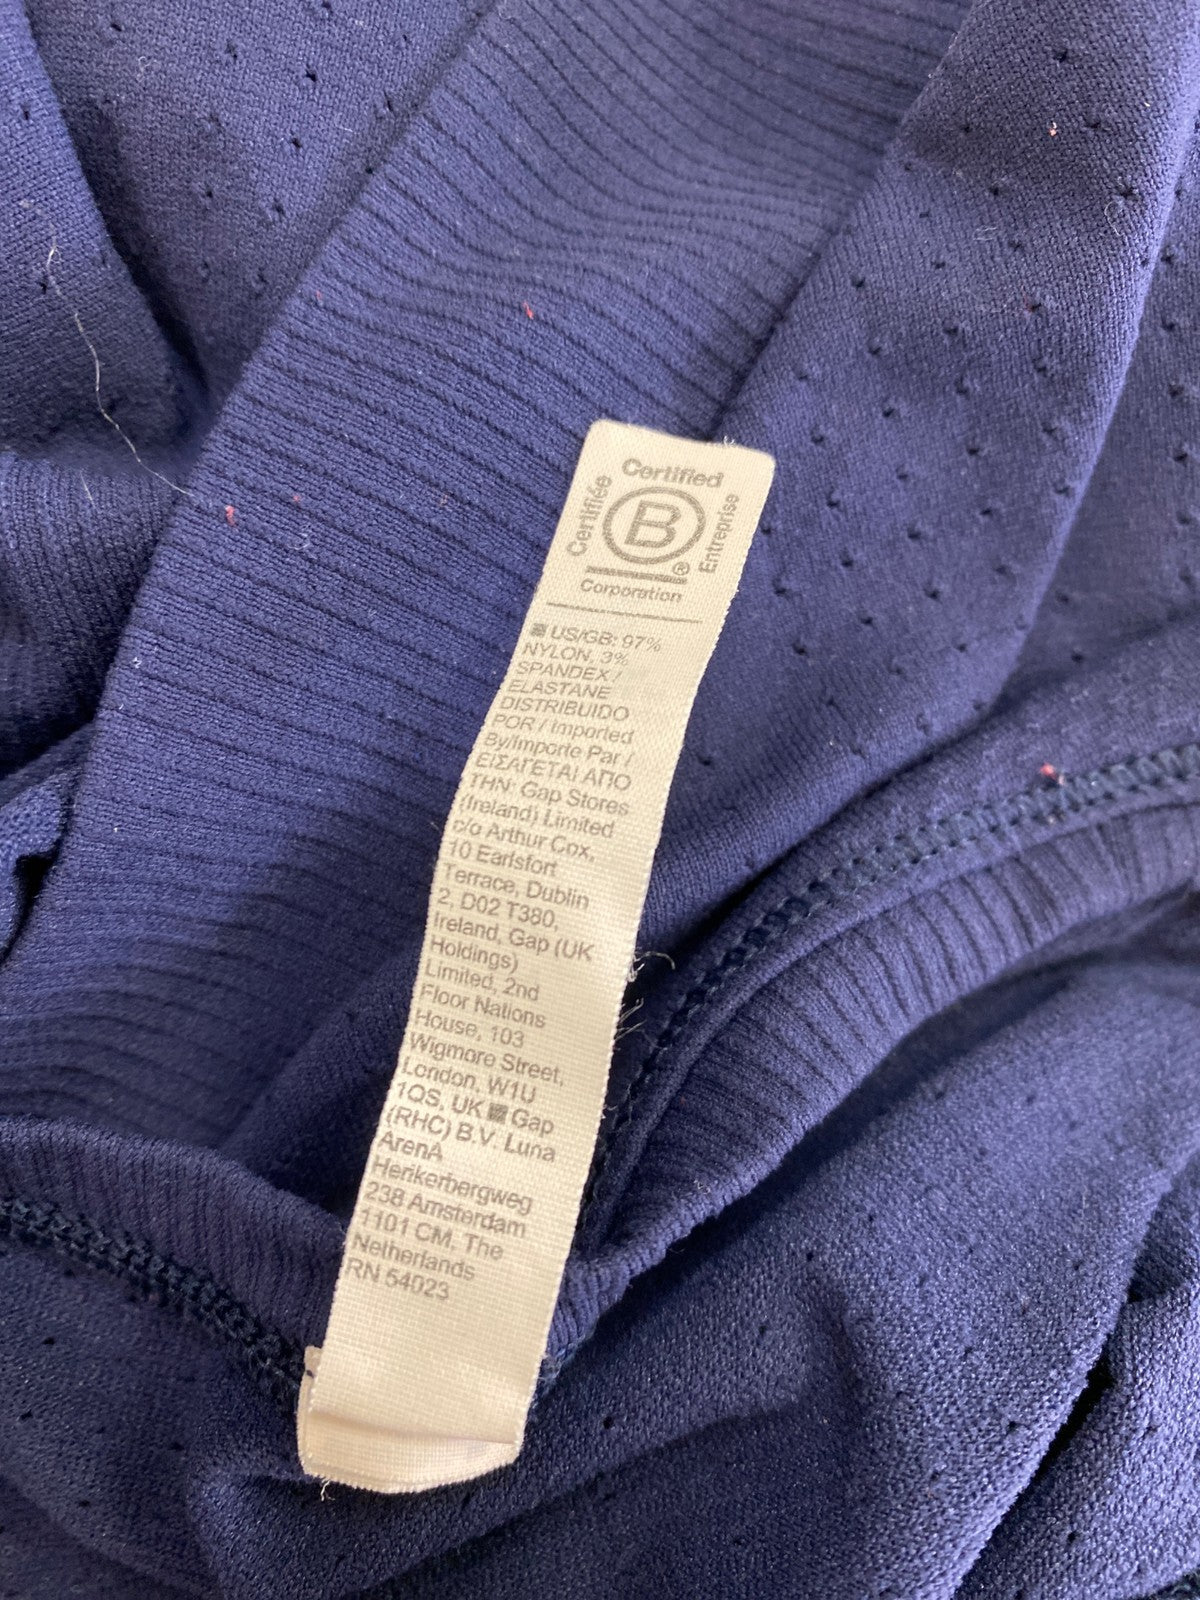 Certified
Certifiée
B
Entreprise
®
Corporation
US/GB: 97%
NYLON, 3%
SPANDEX /
ELASTANE
DISTRIBUIDO
POR / Imported
By/Importe Par /
ΕΙΣΑΓΕΤΑΙ ΑΠΟ
ΤΗΝ: Gap Stores
(Ireland) Limited
c/o Arthur Cox,
10 Earlsfort
Terrace, Dublin
2, D02 T380,
Ireland, Gap (UK
Holdings)
Limited, 2nd
Floor Nations
House, 103
Wigmore Street,
London, W1U
1QS, UK Gap
(RHC) B.V. Luna
ArenA
Herikerbergweg
238 Amsterdam
1101 CM, The
Netherlands
RN 54023